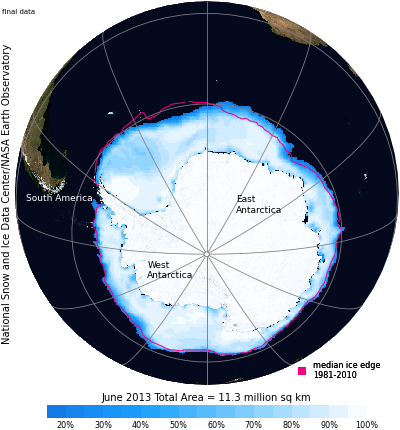 final data
National Snow and Ice Data Center/NASA Earth Observatory
South America
East
Antarctica
West
Antarctica
median ice edge
1981-2010
June 2013 Total Area = 11.3 million sq km
20% 30% 40% 50% 60% 70% 80% 90% 100%